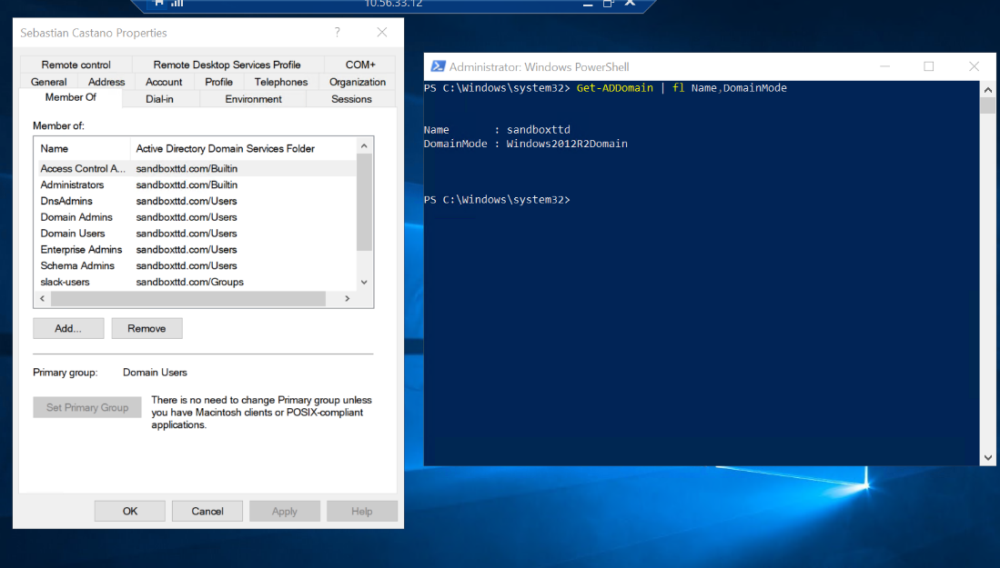 10.56.33.12
Sebastian Castano Properties
?
Remote control Remote Desktop Services Profile COM+
General Address Account Profile Telephones Organization
Member Of Dial-in Environment Sessions
Member of:
Name Active Directory Domain Services Folder
Access Control A... sandboxttd.com/Builtin
Administrators sandboxttd.com/Builtin
DnsAdmins sandboxttd.com/Users
Domain Admins sandboxttd.com/Users
Domain Users sandboxttd.com/Users
Enterprise Admins sandboxttd.com/Users
Schema Admins sandboxttd.com/Users
slack-users sandboxttd.com/Groups
Add... Remove
Primary group: Domain Users
Set Primary Group
There is no need to change Primary group unless
you have Macintosh clients or POSIX-compliant
applications.
OK Cancel Apply Help
Administrator: Windows PowerShell
PS C:\Windows\system32> Get-ADDomain | fl Name,DomainMode
Name : sandboxttd
DomainMode : Windows2012R2Domain
PS C:\Windows\system32>